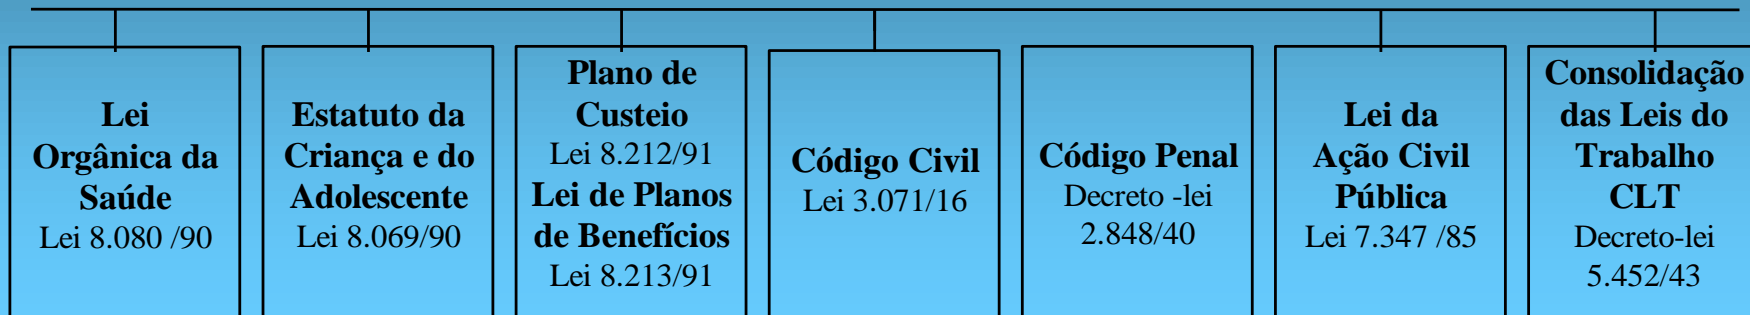 Lei
Orgânica da
Saúde
Lei 8.080 /90
Estatuto da
Criança e do
Adolescente
Lei 8.069/90
Plano de
Custeio
Lei 8.212/91
Lei de Planos
de Benefícios
Lei 8.213/91
Código Civil
Lei 3.071/16
Código Penal
Decreto -lei
2.848/40
Lei da
Ação Civil
Pública
Lei 7.347 /85
Consolidação
das Leis do
Trabalho
CLT
Decreto-lei
5.452/43